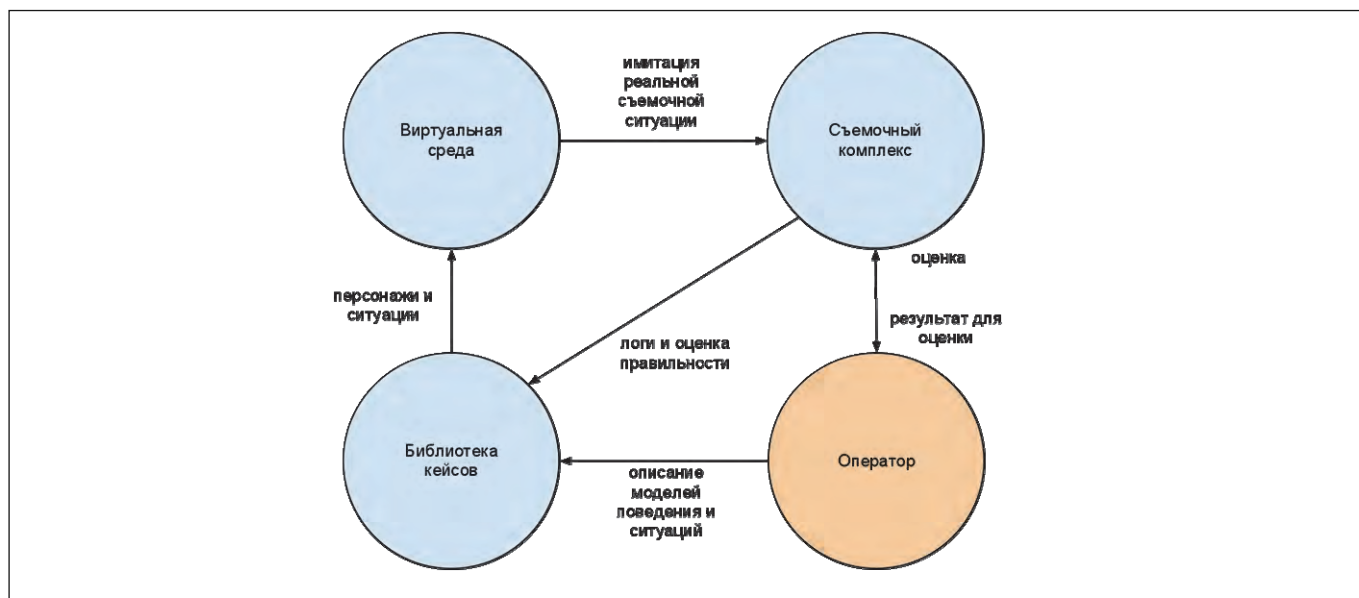 имитация
реальной
съемочной
ситуации
Виртуальная
среда
Съемочный
комплекс
персонажи и
ситуации
оценка
результат для
оценки
логи и оценка
правильности
Библиотека
кейсов
Оператор
описание
моделей
поведения и
ситуаций